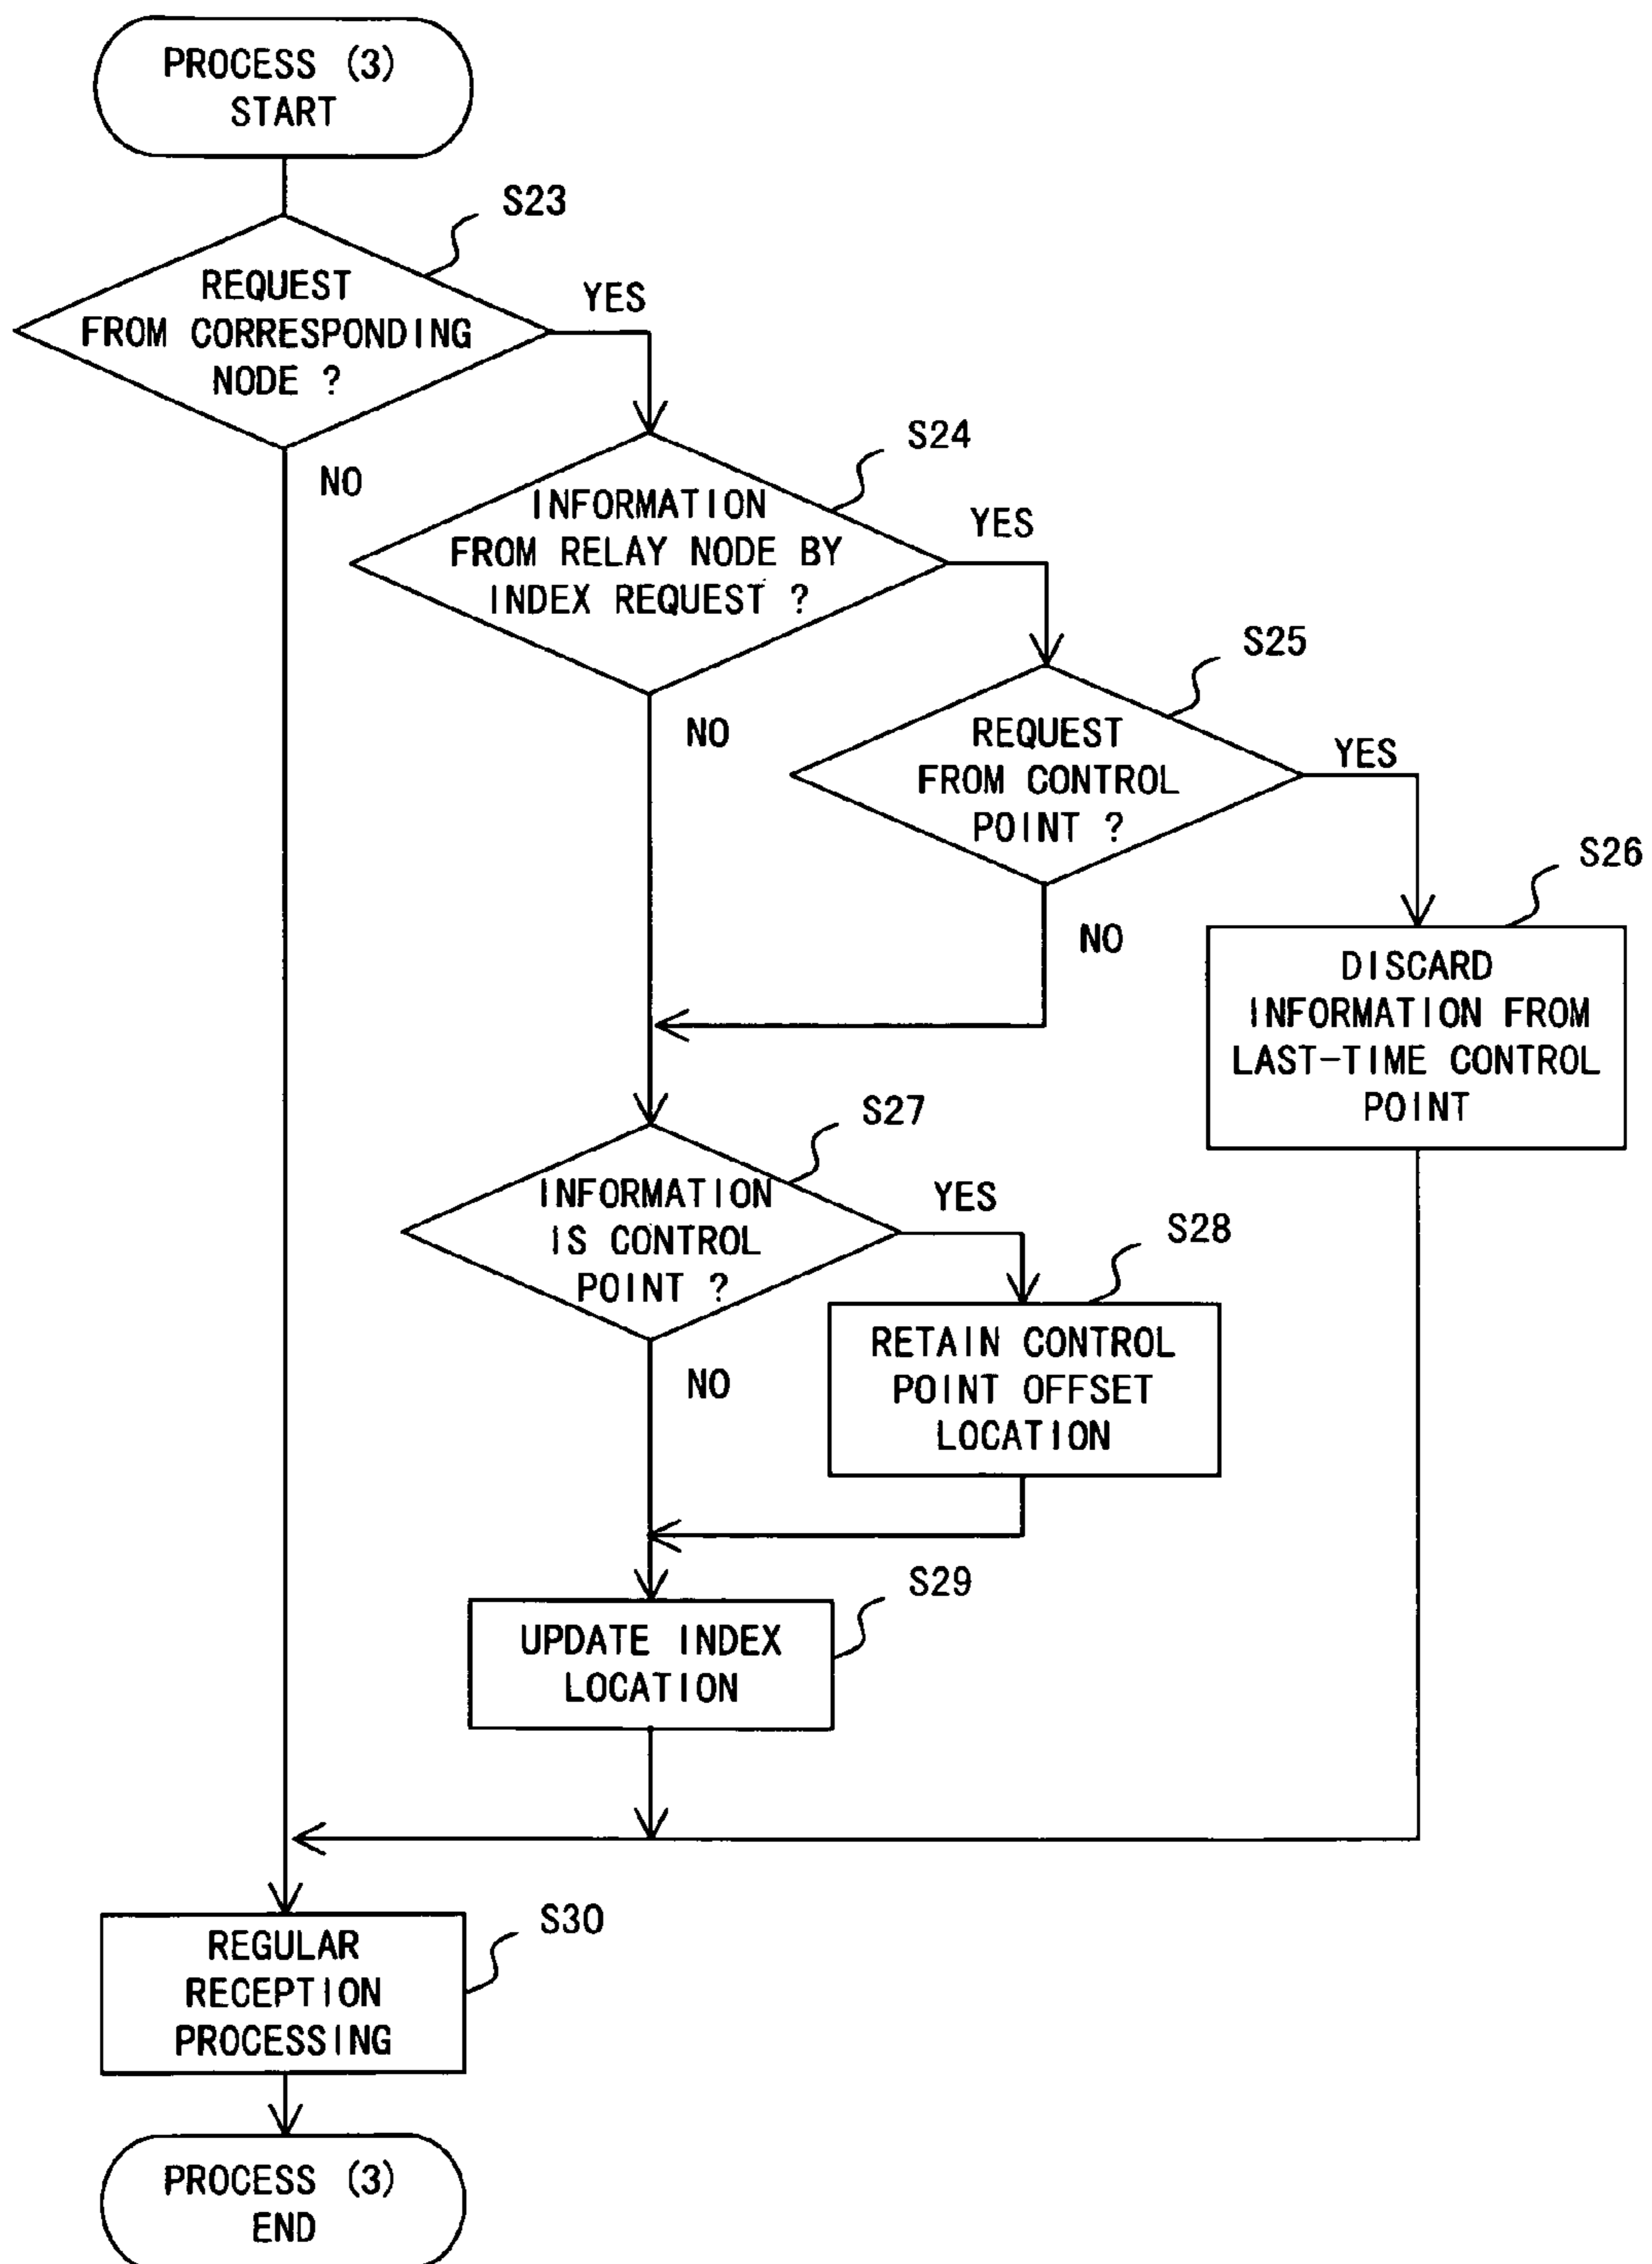 PROCESS (3)
START
S23
REQUEST
FROM CORRESPONDING
NODE ?
YES
NO
S24
INFORMATION
FROM RELAY NODE BY
INDEX REQUEST ?
YES
NO
S25
REQUEST
FROM CONTROL
POINT ?
YES
NO
S26
DISCARD
INFORMATION FROM
LAST-TIME CONTROL
POINT
S27
INFORMATION
IS CONTROL
POINT ?
YES
NO
S28
RETAIN CONTROL
POINT OFFSET
LOCATION
S29
UPDATE INDEX
LOCATION
S30
REGULAR
RECEPTION
PROCESSING
PROCESS (3)
END